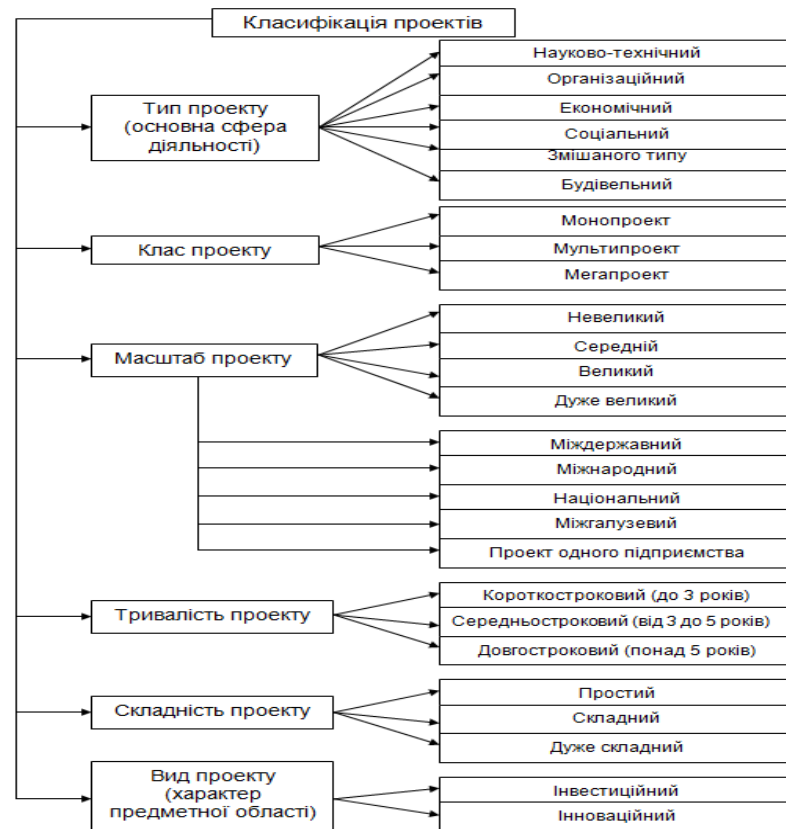 Класифікація проектів
Тип проекту
(основна сфера
діяльності)
Науково-технічний
Організаційний
Економічний
Соціальний
Змішаного типу
Будівельний
Клас проекту
Монопроект
Мультипроект
Мегапроект
Масштаб проекту
Невеликий
Середній
Великий
Дуже великий
Міждержавний
Міжнародний
Національний
Міжгалузевий
Проект одного підприємства
Тривалість проекту
Короткостроковий (до 3 років)
Середньостроковий (від 3 до 5 років)
Довгостроковий (понад 5 років)
Складність проекту
Простий
Складний
Дуже складний
Вид проекту
(характер
предметної області)
Інвестиційний
Інноваційний